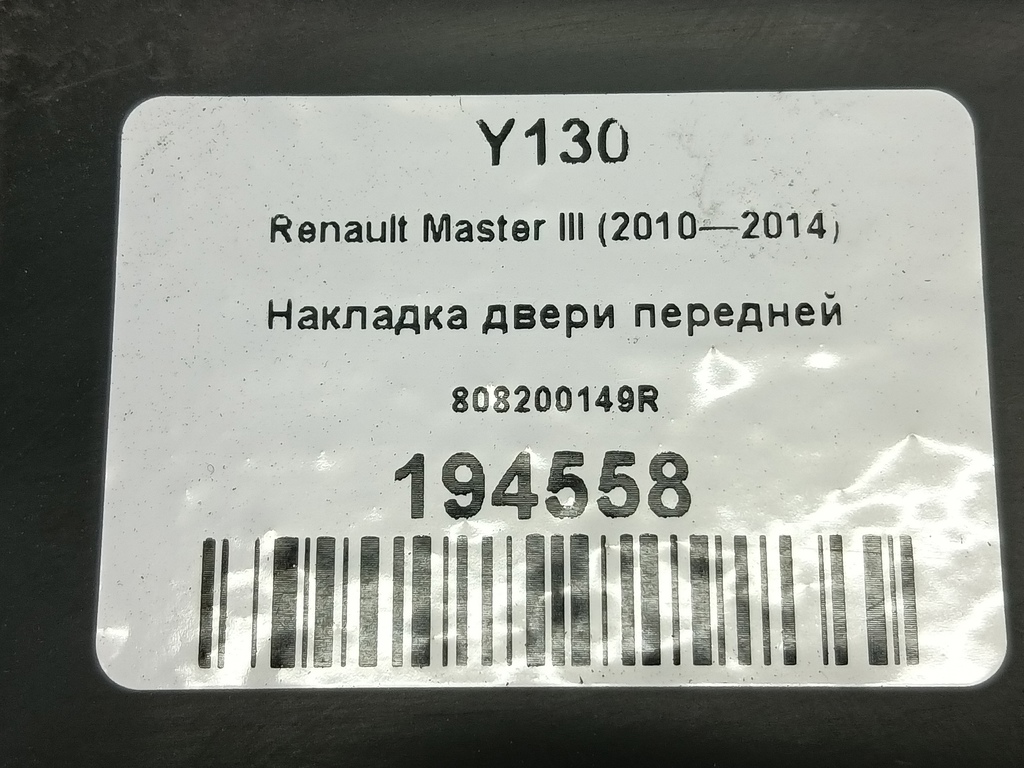 Y130
Renault Master III (2010—2014)
Накладка двери передней
808200149R
194558